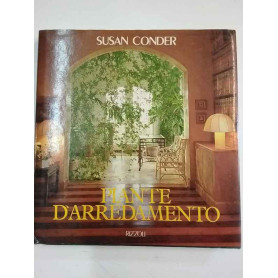 SUSAN CONDER
PIANTE
D'ARREDAMENTO
RIZZOLI